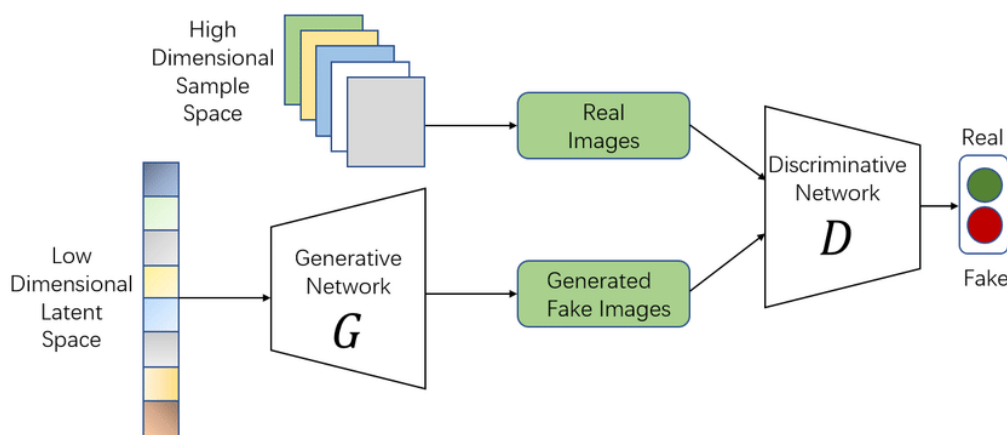 High
Dimensional
Sample
Space
Real
Images
Real
Discriminative
Network
D
Fake
Low
Dimensional
Latent
Space
Generative
Network
G
Generated
Fake Images